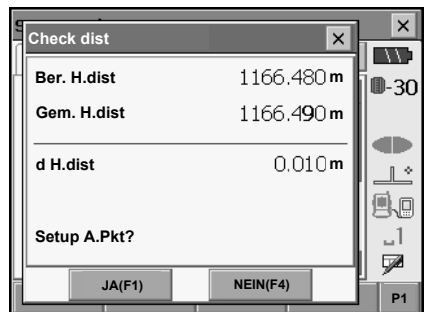 Check dist
Ber. H.dist 1166.480 m
Gem. H.dist 1166.490 m
d H.dist 0.010 m
Setup A.Pkt?
JA(F1) NEIN(F4)
-30
1
P1